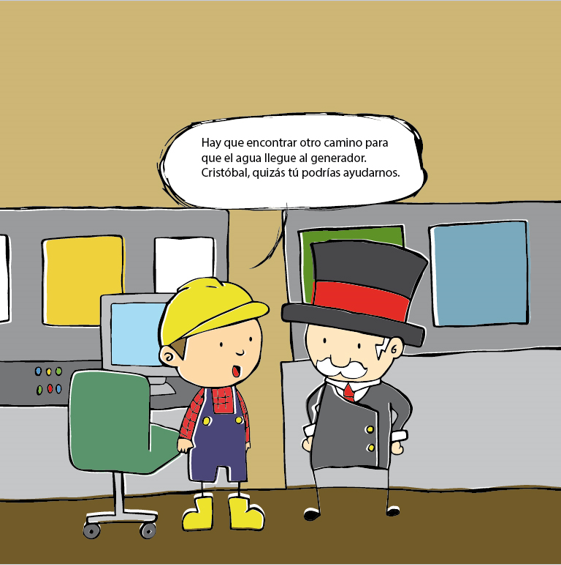 Hay que encontrar otro camino para
que el agua llegue al generador.
Cristóbal, quizás tú podrías ayudarnos.